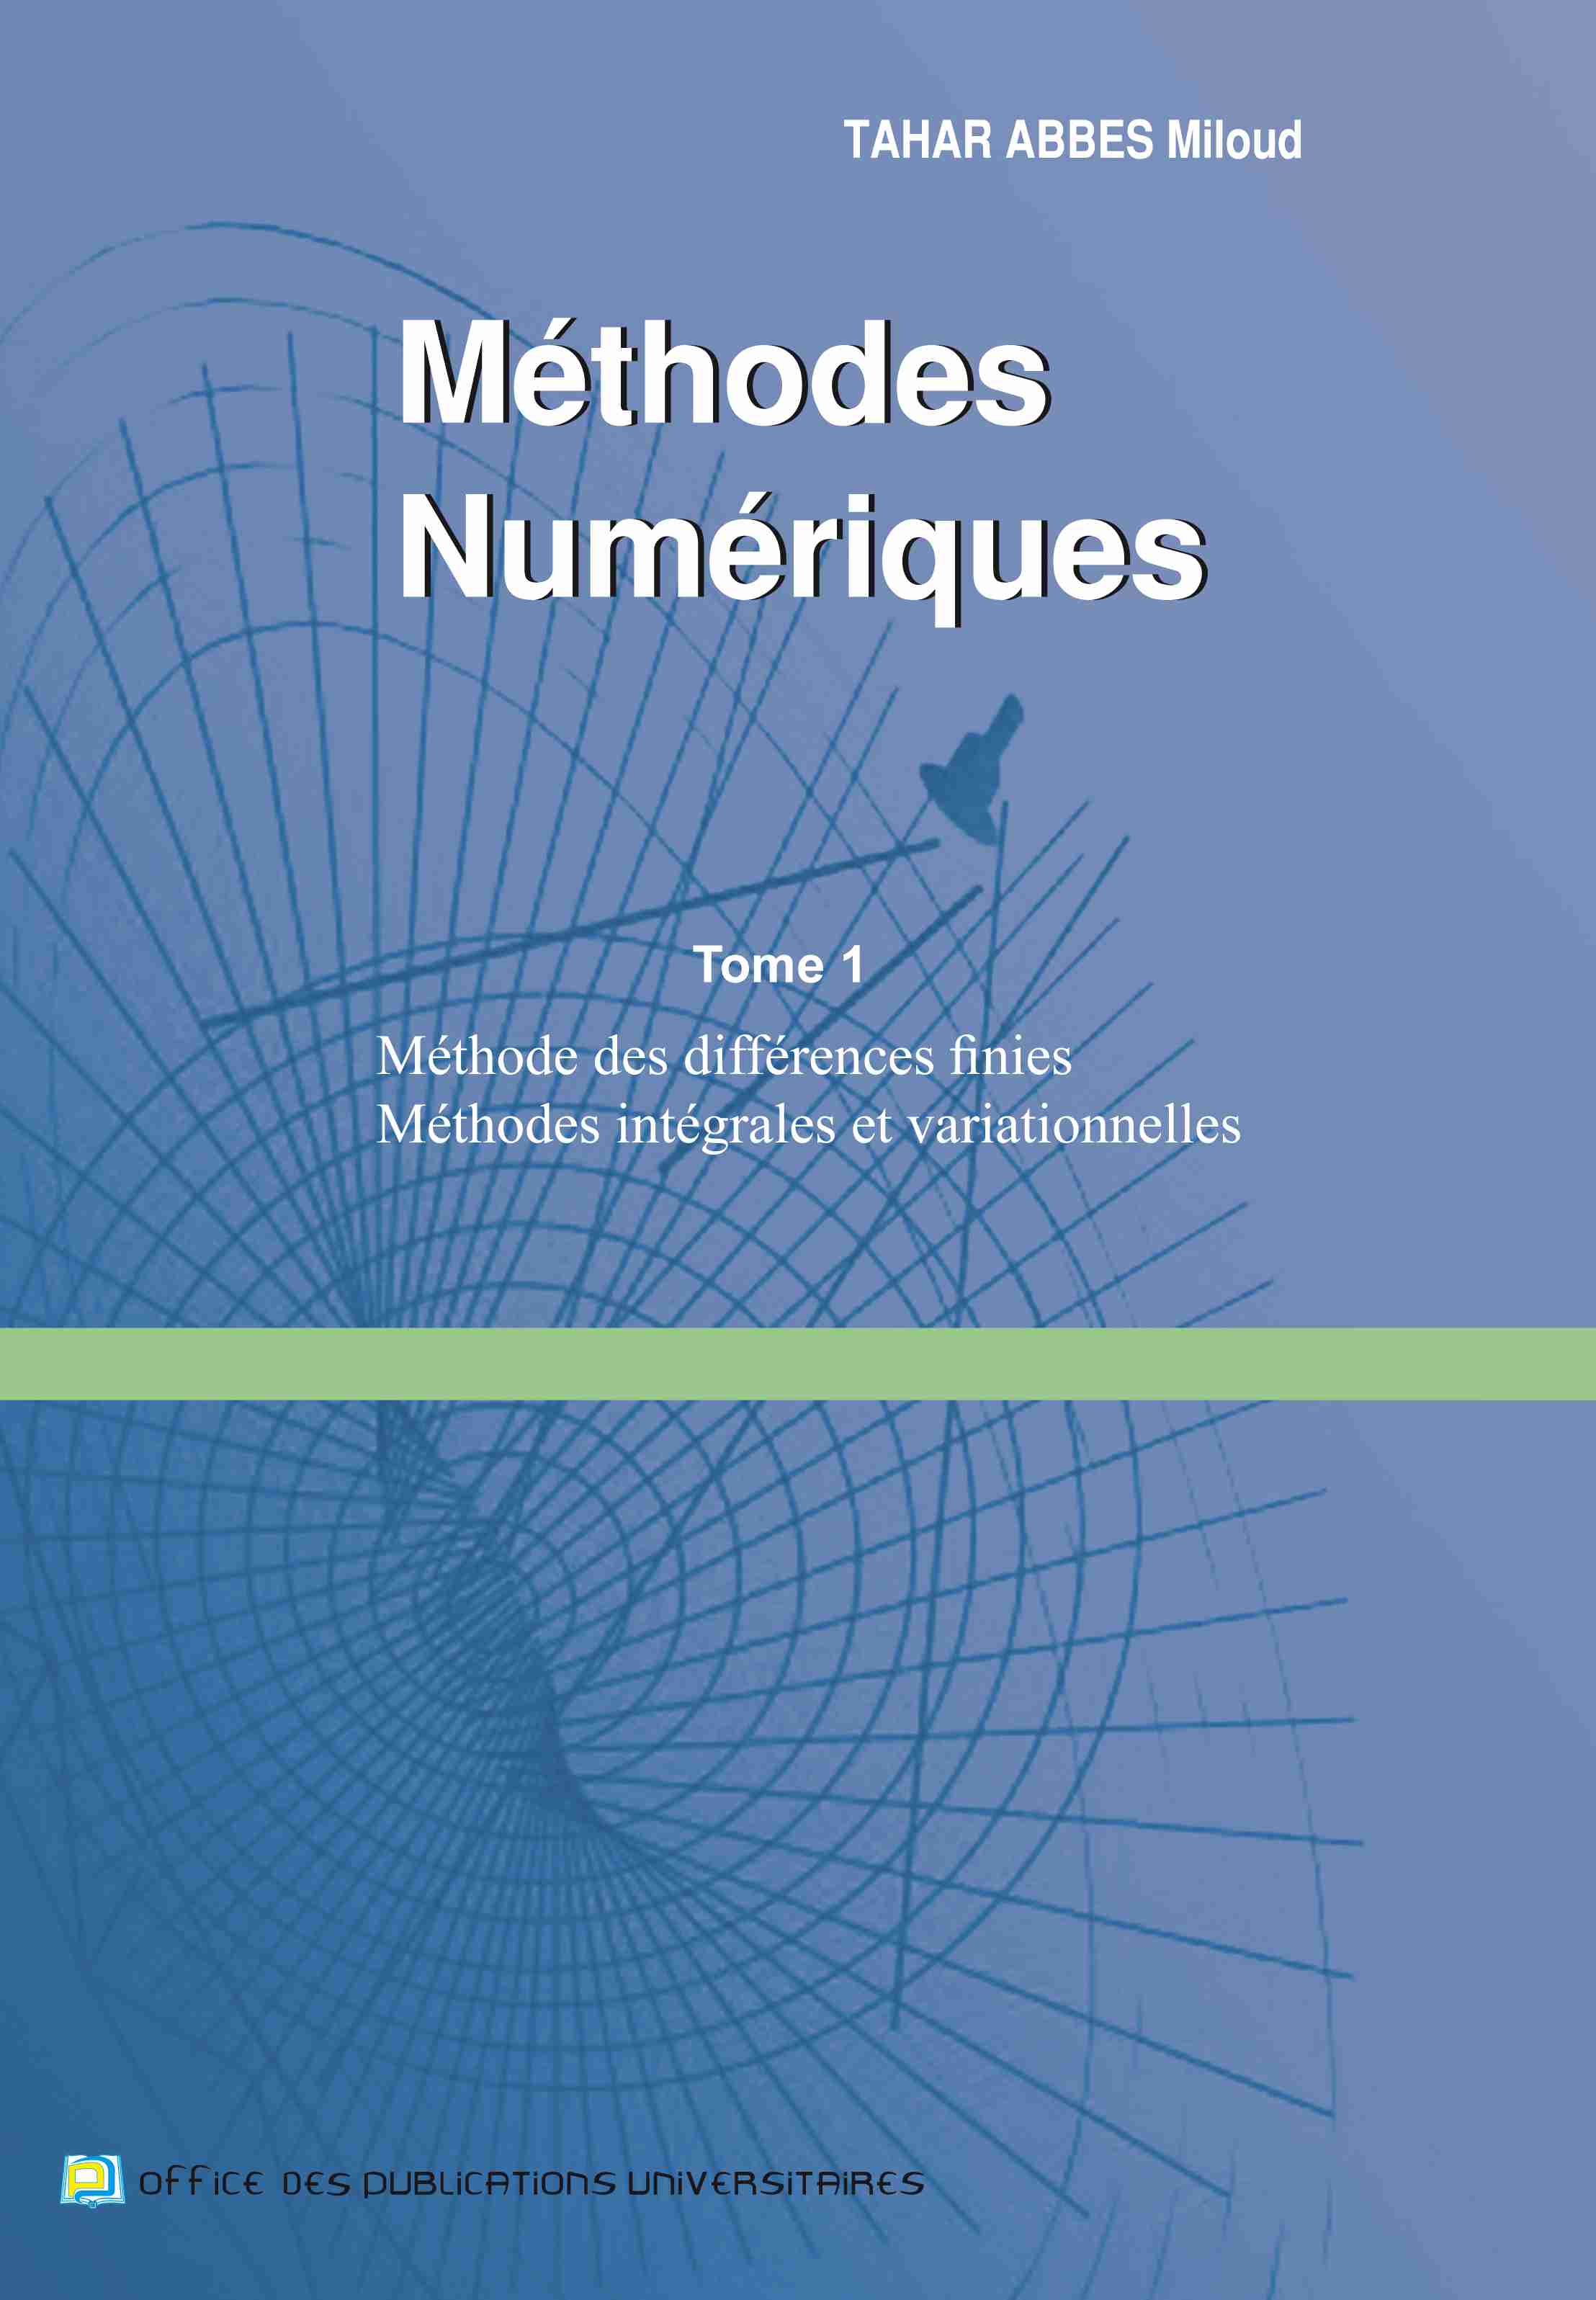 TAHAR ABBES Miloud
Méthodes
Numériques
Tome 1
Méthode des différences finies
Méthodes intégrales et variationnelles
OFFICE DES PUBLICATIONS UNIVERSITAIRES